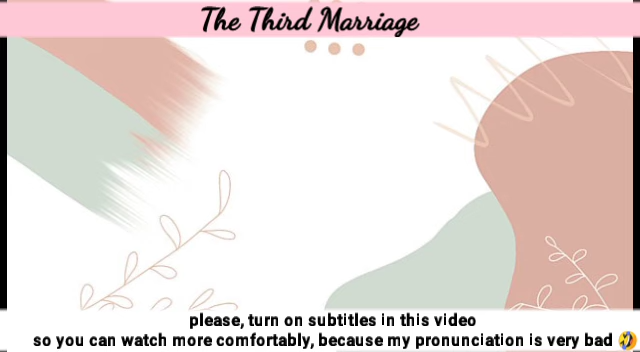 The Third Marriage
please, turn on subtitles in this video
so you can watch more comfortably, because my pronunciation is very bad 🤣